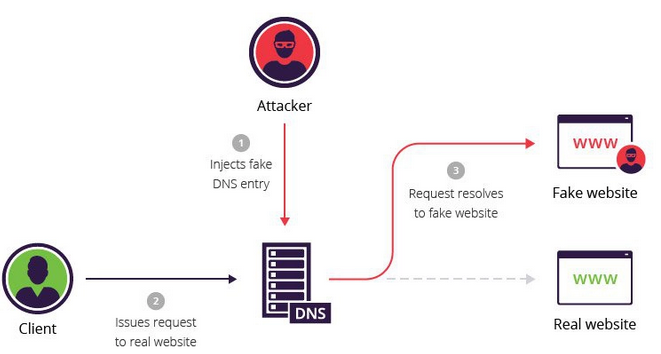 Attacker
1
Injects fake
DNS entry
www
Fake website
3
Request resolves
to fake website
Client
2
Issues request
to real website
DNS
www
Real website